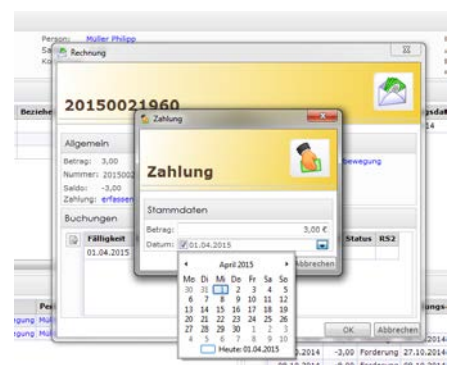 Person: Müller Philipp
Rechnung
20150021960
Beziehe
gsdat
Zahlung
Allgemein
Betrag: 3,00
bewegung
Nummer: 2015002
Zahlung
Saldo: -3,00
Zahlung: erfassen
Stammdaten
Buchungen
Betrag: 3,00 €
Fälligkeit
Status RS2
Datum: 01.04.2015
01.04.2015
Abbrechen
April 2015
Mo Di Mi Do Fr Sa So
30 31 1 2 3 4 5
6 7 8 9 10 11 12
13 14 15 16 17 18 19
20 21 22 23 24 25 26
27 28 29 30 1 2 3
4 5 6 7 8 9 10
Heute: 01.04.2015
OK Abbrechen
.2014 -3,00 Forderung 27.10.2014